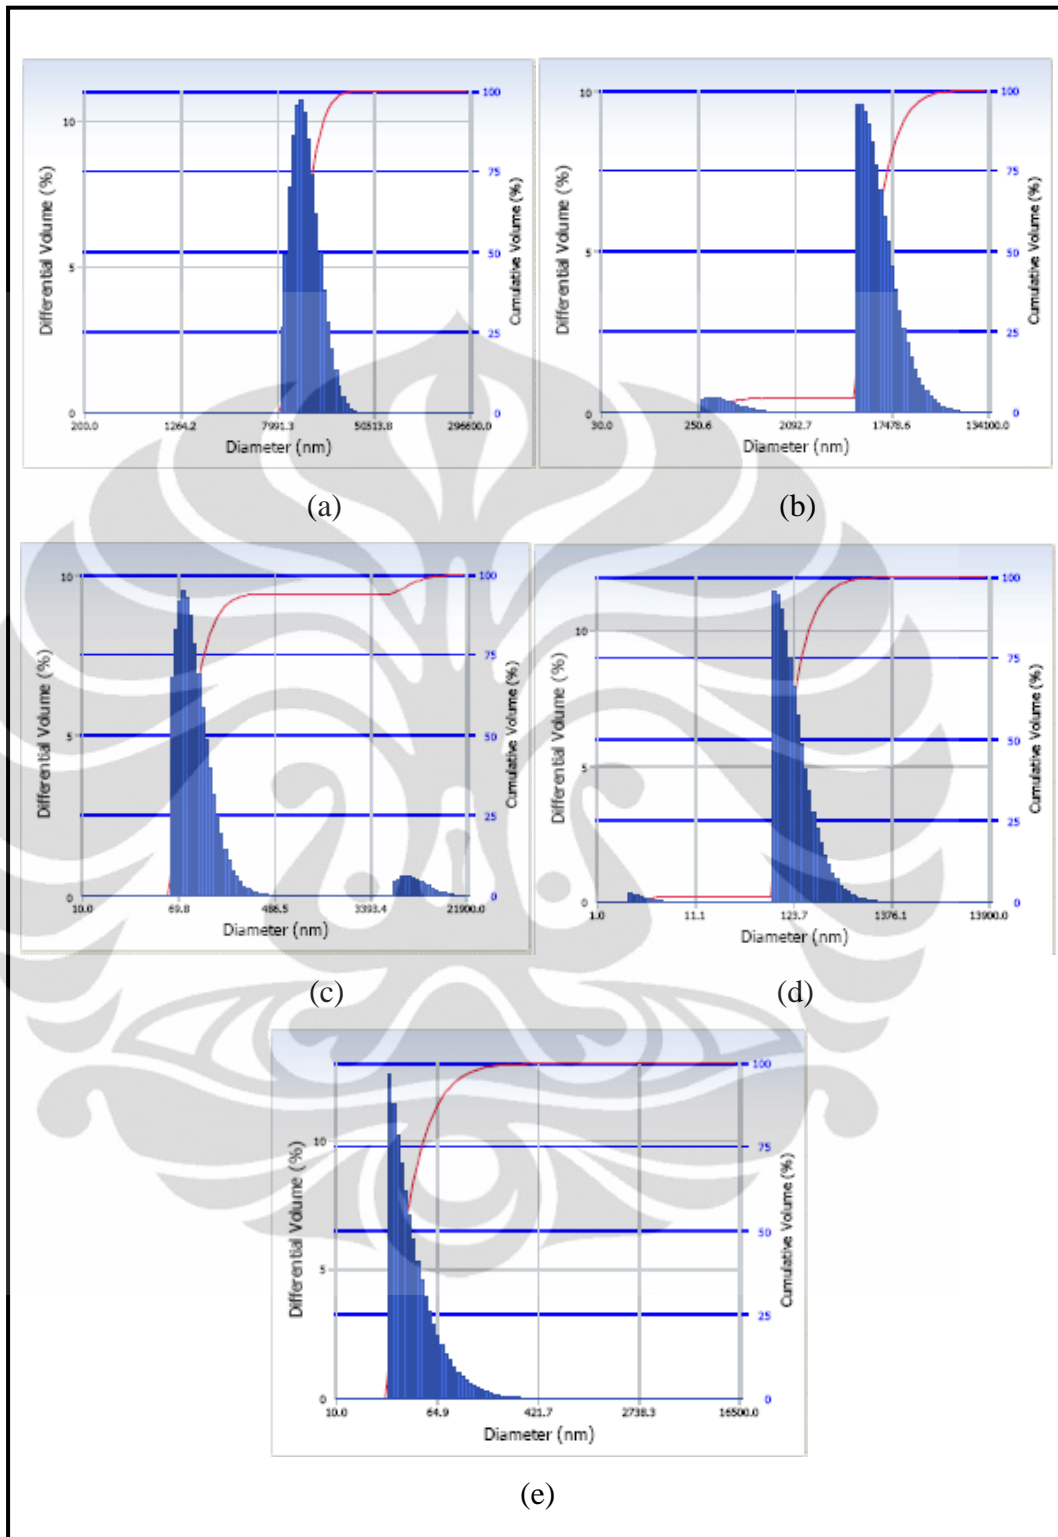 100
10
75
50
5
25
0
0
200.0 1264.2 7991.3 50513.8 296600.0
Differential Volume (%)
Cumulative Volume (%)
Diameter (nm)
(a)
10
100
75
5
50
25
0
0
30.0 250.6 2092.7 17478.6 134100.0
Differential Volume (%)
Cumulative Volume (%)
Diameter (nm)
(b)
10
100
75
5
50
25
0
0
10.0 69.8 486.5 3393.4 21900.0
Differential Volume (%)
Cumulative Volume (%)
Diameter (nm)
(c)
100
10
75
50
5
25
0
0
1.0 11.1 123.7 1376.1 13900.0
Differential Volume (%)
Cumulative Volume (%)
Diameter (nm)
(d)
100
10
75
50
5
25
0
0
10.0 64.9 421.7 2738.3 16500.0
Differential Volume (%)
Cumulative Volume (%)
Diameter (nm)
(e)